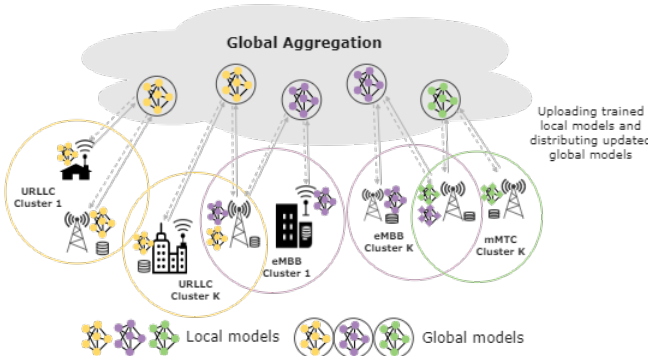 Global Aggregation
Uploading trained
local models and
distributing updated
global models
URLLC
Cluster 1
URLLC
Cluster K
eMBB
Cluster 1
eMBB
Cluster K
mMTC
Cluster K
Local models
Global models